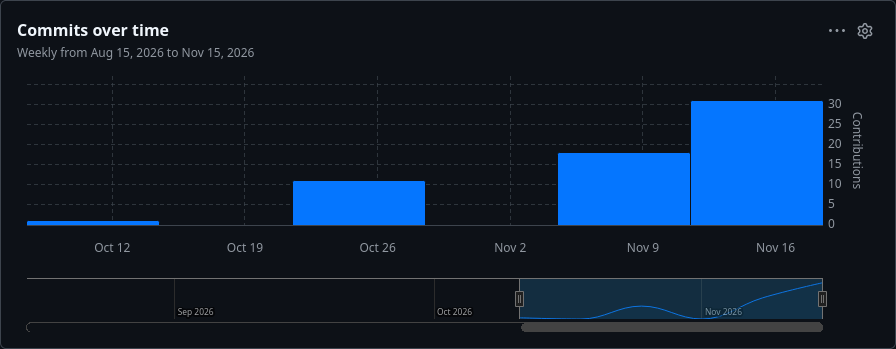 Commits over time
Weekly from Aug 15, 2026 to Nov 15, 2026
30
25
20
15
10
5
0
Contributions
Oct 12 Oct 19 Oct 26 Nov 2 Nov 9 Nov 16
Sep 2026 Oct 2026 Nov 2026